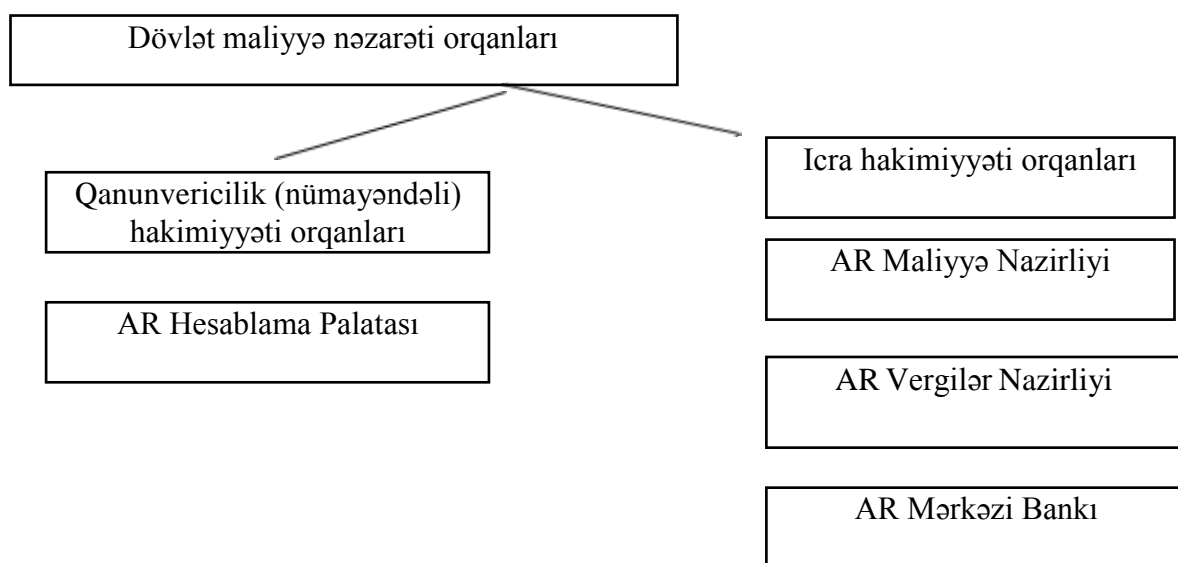 Dövlət maliyyə nəzarəti orqanları
Qanunvericilik (nümayəndəli)
hakimiyyəti orqanları
AR Hesablama Palatası
Icra hakimiyyəti orqanları
AR Maliyyə Nazirliyi
AR Vergilər Nazirliyi
AR Mərkəzi Bankı